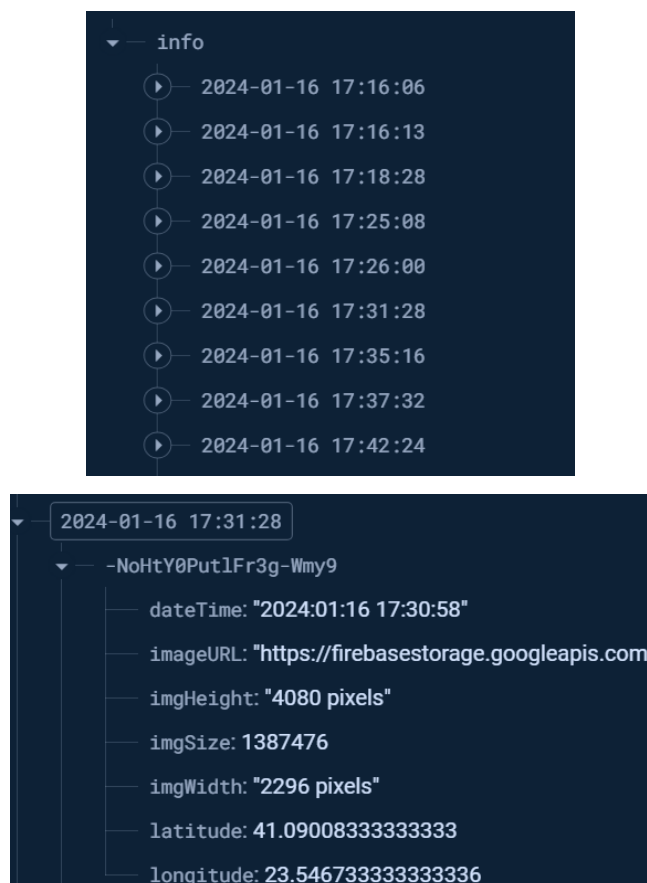 info
2024-01-16 17:16:06
2024-01-16 17:16:13
2024-01-16 17:18:28
2024-01-16 17:25:08
2024-01-16 17:26:00
2024-01-16 17:31:28
2024-01-16 17:35:16
2024-01-16 17:37:32
2024-01-16 17:42:24
2024-01-16 17:31:28
-NoHtY0PutlFr3g-Wmy9
dateTime: "2024:01:16 17:30:58"
imageURL: "https://firebasestorage.googleapis.com
imgHeight: "4080 pixels"
imgSize: 1387476
imgWidth: "2296 pixels"
latitude: 41.09008333333333
longitude: 23.546733333333336